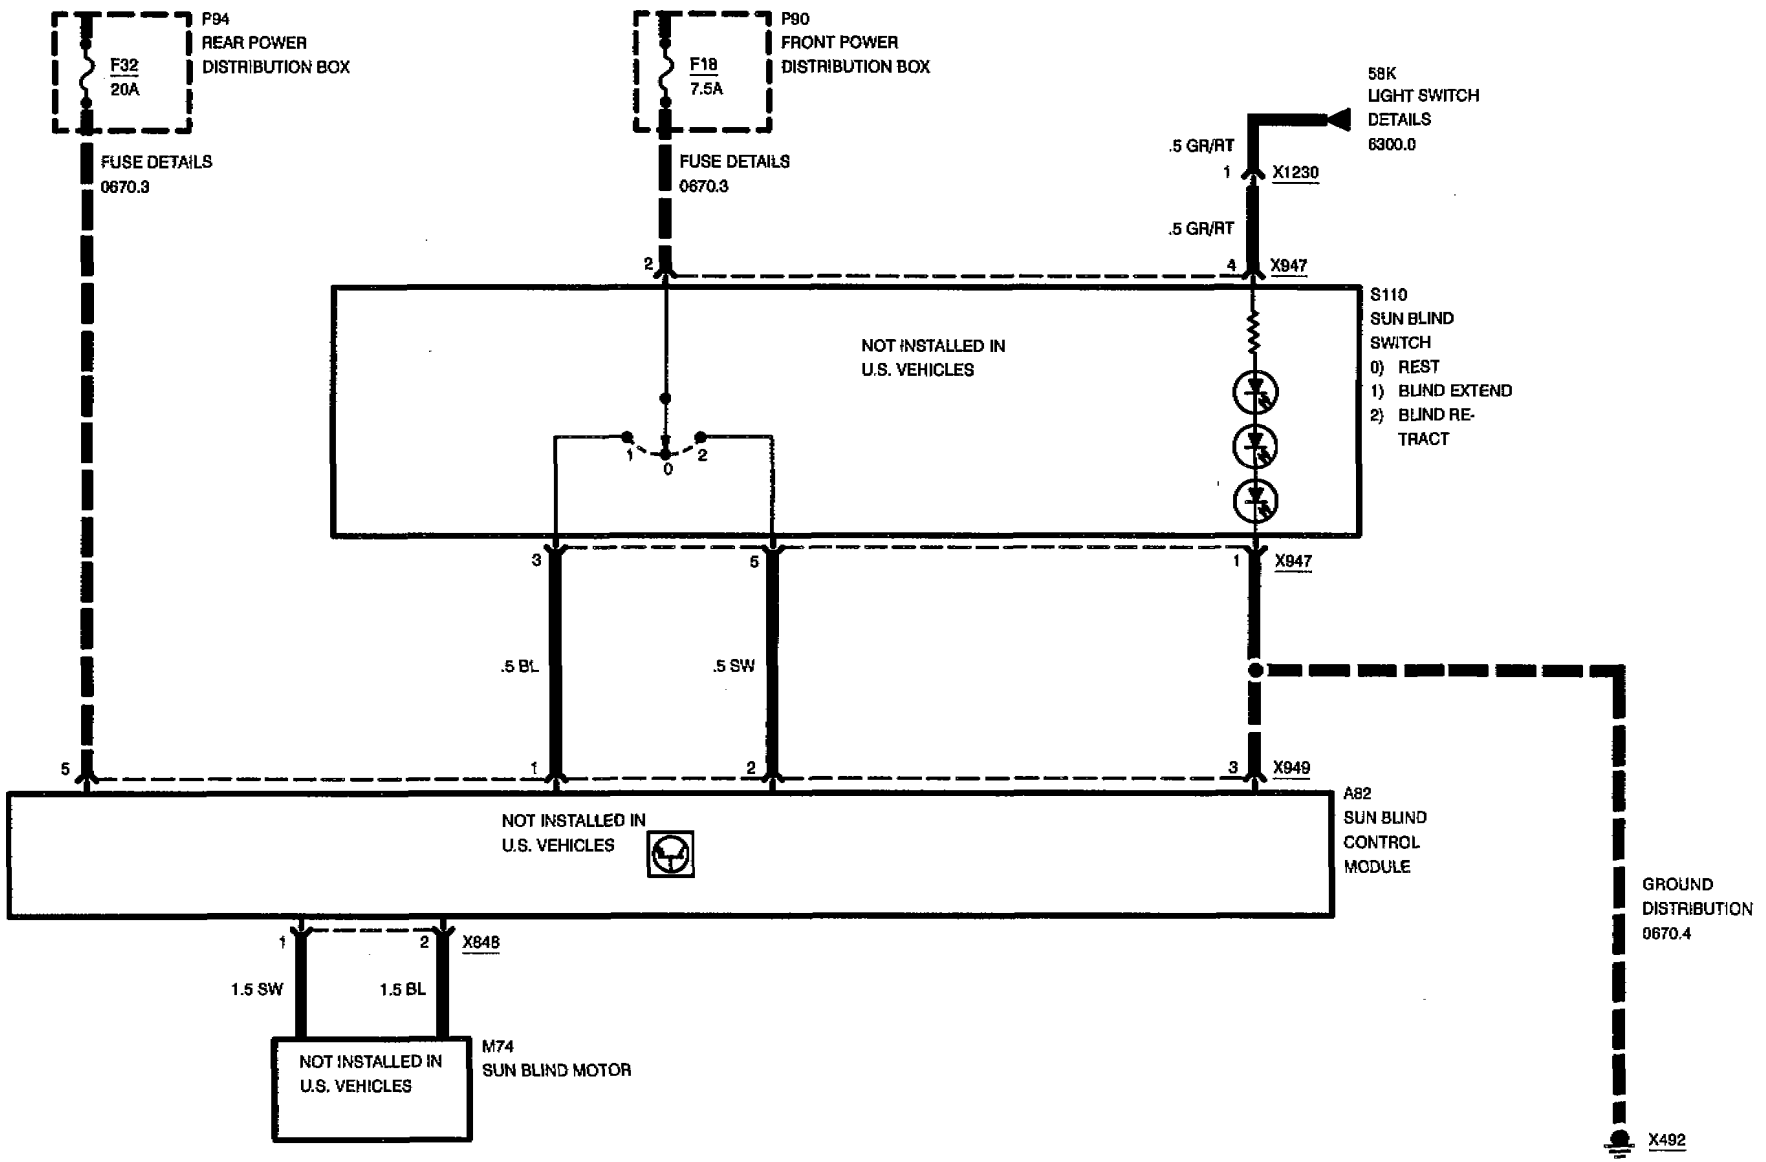 P94
REAR POWER
DISTRIBUTION BOX
F32
20A
FUSE DETAILS
0670.3
P90
FRONT POWER
DISTRIBUTION BOX
F18
7.5A
FUSE DETAILS
0670.3
58K
LIGHT SWITCH
DETAILS
6300.0
.5 GR/RT
1
X1230
.5 GR/RT
2
4
X947
S110
SUN BLIND
SWITCH
0) REST
1) BLIND EXTEND
2) BLIND RE-
TRACT
NOT INSTALLED IN
U.S. VEHICLES
1
0
2
3
5
1
X947
.5 BL
.5 SW
5
1
2
3
X949
A82
SUN BLIND
CONTROL
MODULE
NOT INSTALLED IN
U.S. VEHICLES
GROUND
DISTRIBUTION
0670.4
1
2
X848
1.5 SW
1.5 BL
M74
SUN BLIND MOTOR
NOT INSTALLED IN
U.S. VEHICLES
X492